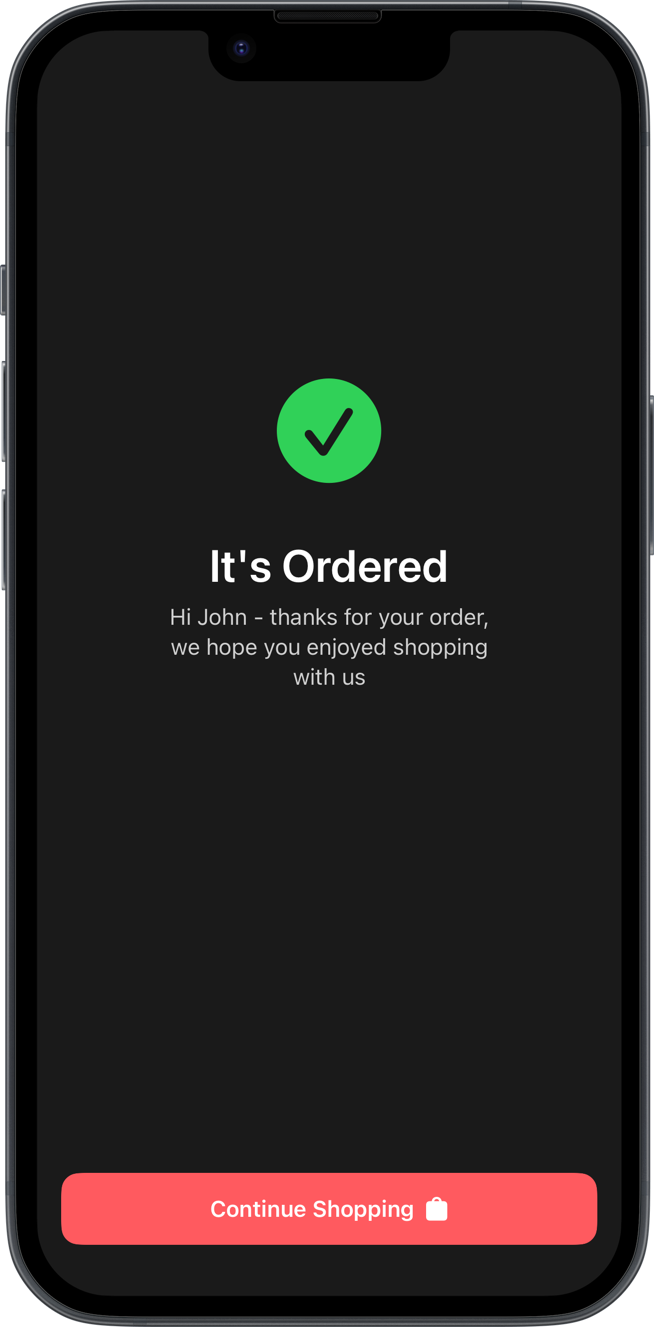 It's Ordered
Hi John - thanks for your order,
we hope you enjoyed shopping
with us
Continue Shopping